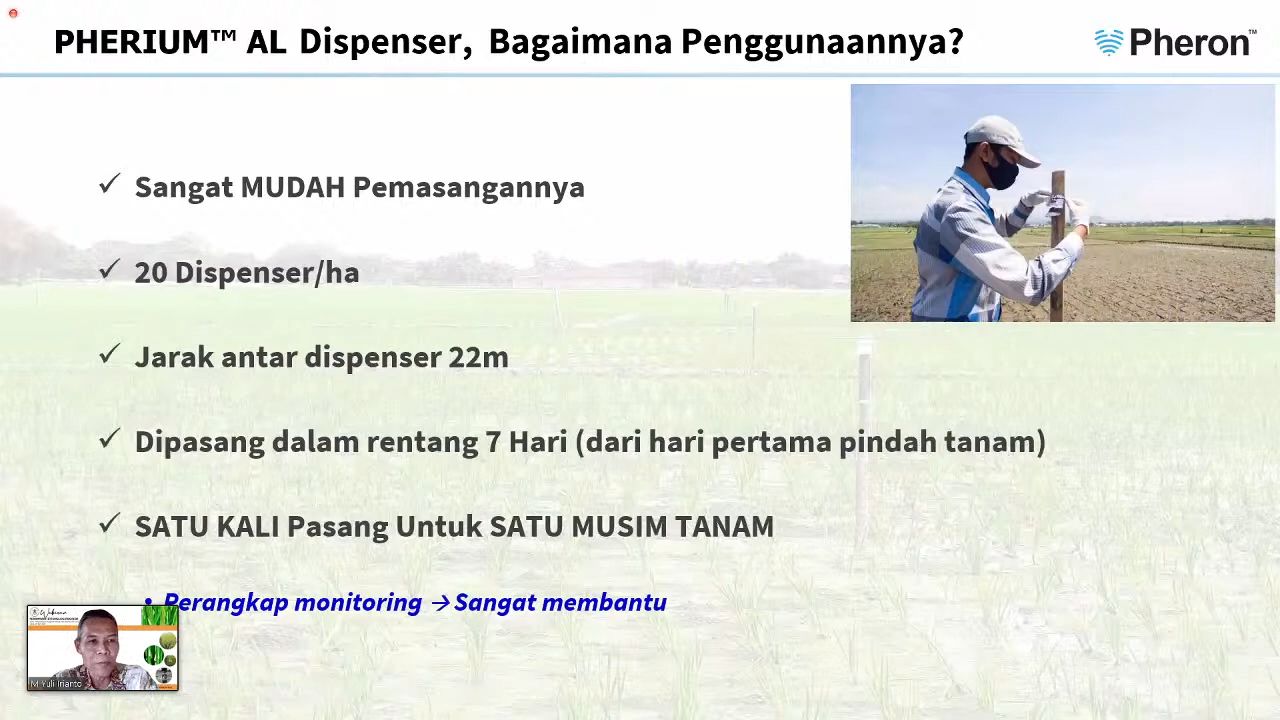 PHERIUM™ AL Dispenser, Bagaimana Penggunaannya?
Pheron™
✓ Sangat MUDAH Pemasangannya
✓ 20 Dispenser/ha
✓ Jarak antar dispenser 22m
✓ Dipasang dalam rentang 7 Hari (dari hari pertama pindah tanam)
✓ SATU KALI Pasang Untuk SATU MUSIM TANAM
• Perangkap monitoring → Sangat membantu
M Yuli Irianto